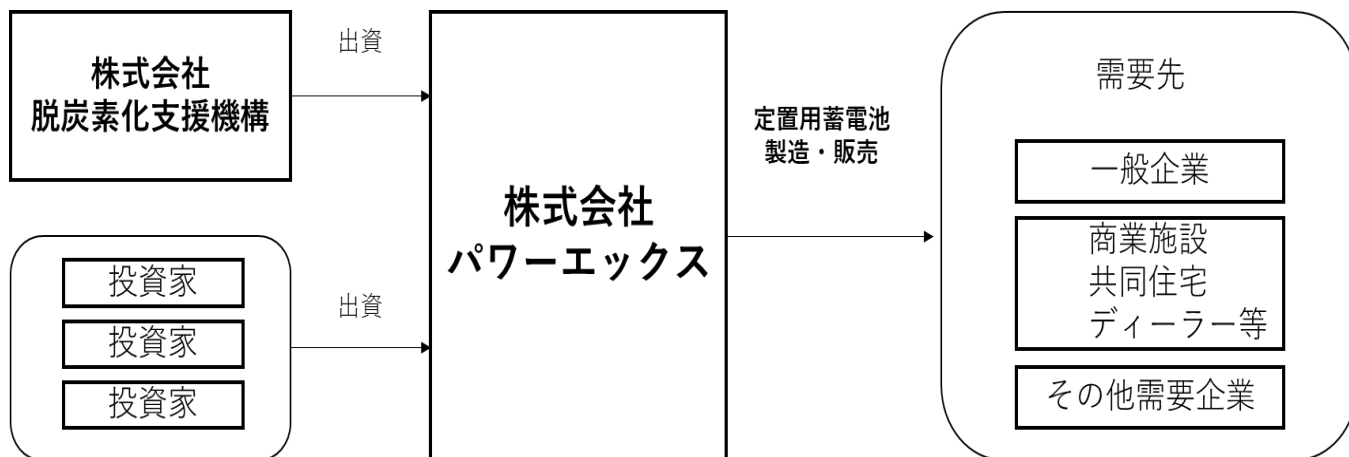 株式会社
脱炭素化支援機構
出資
投資家
投資家
投資家
出資
株式会社
パワーエックス
定置用蓄電池
製造・販売
需要先
一般企業
商業施設
共同住宅
ディーラー等
その他需要企業